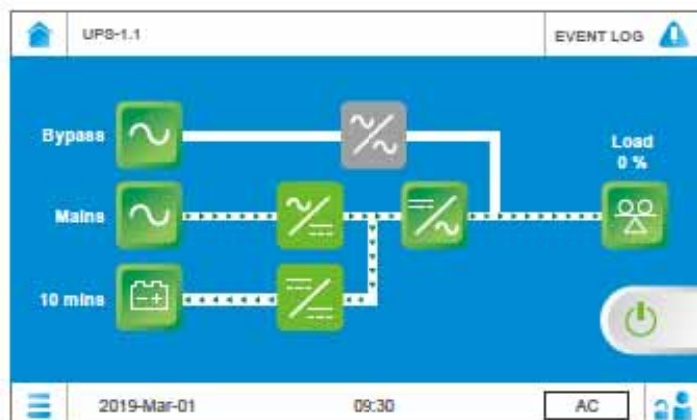 UPS-1.1
EVENT LOG
Bypass
Load
0 %
Mains
10 mins
2019-Mar-01
09:30
AC